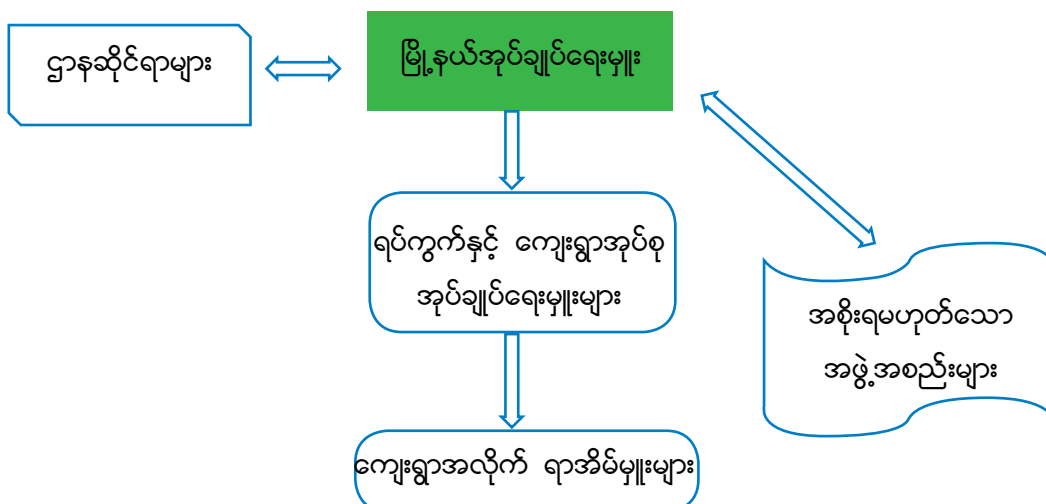 ဌာနဆိုင်ရာများ
မြို့နယ်အုပ်ချုပ်ရေးမှူး
ရပ်ကွက်နှင့် ကျေးရွာအုပ်စု
အုပ်ချုပ်ရေးမှူးများ
အစိုးရမဟုတ်သော
အဖွဲ့အစည်းများ
ကျေးရွာအလိုက် ရာအိမ်မှူးများ